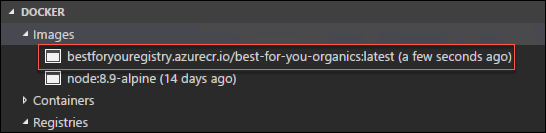 DOCKER
Images
bestforyouregistry.azurecr.io/best-for-you-organics:latest (a few seconds ago)
node:8.9-alpine (14 days ago)
Containers
Registries